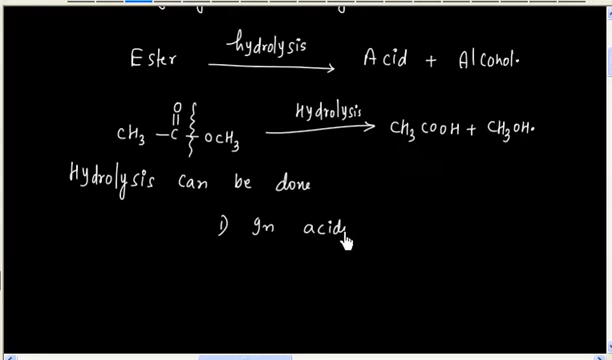 Ester hydrolysis Acid + Alcohol.
O
CH3 — C — OCH3 Hydrolysis CH3COOH + CH3OH.
Hydrolysis can be done
1) In acid